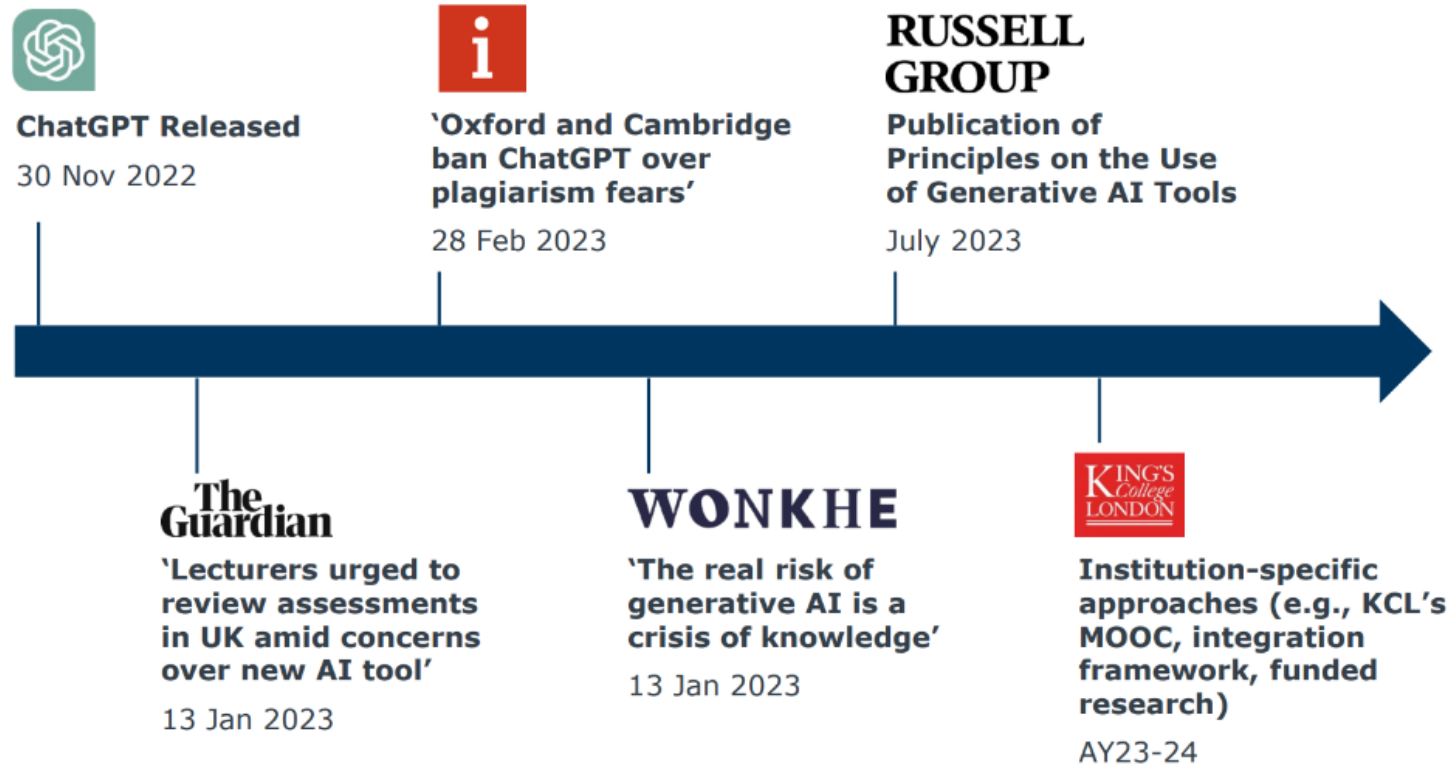 ChatGPT Released
30 Nov 2022
i
‘Oxford and Cambridge
ban ChatGPT over
plagiarism fears’
28 Feb 2023
RUSSELL
GROUP
Publication of
Principles on the Use
of Generative AI Tools
July 2023
The
Guardian
‘Lecturers urged to
review assessments
in UK amid concerns
over new AI tool’
13 Jan 2023
WONKHE
‘The real risk of
generative AI is a
crisis of knowledge’
13 Jan 2023
KING'S
College
LONDON
Institution-specific
approaches (e.g., KCL’s
MOOC, integration
framework, funded
research)
AY23-24